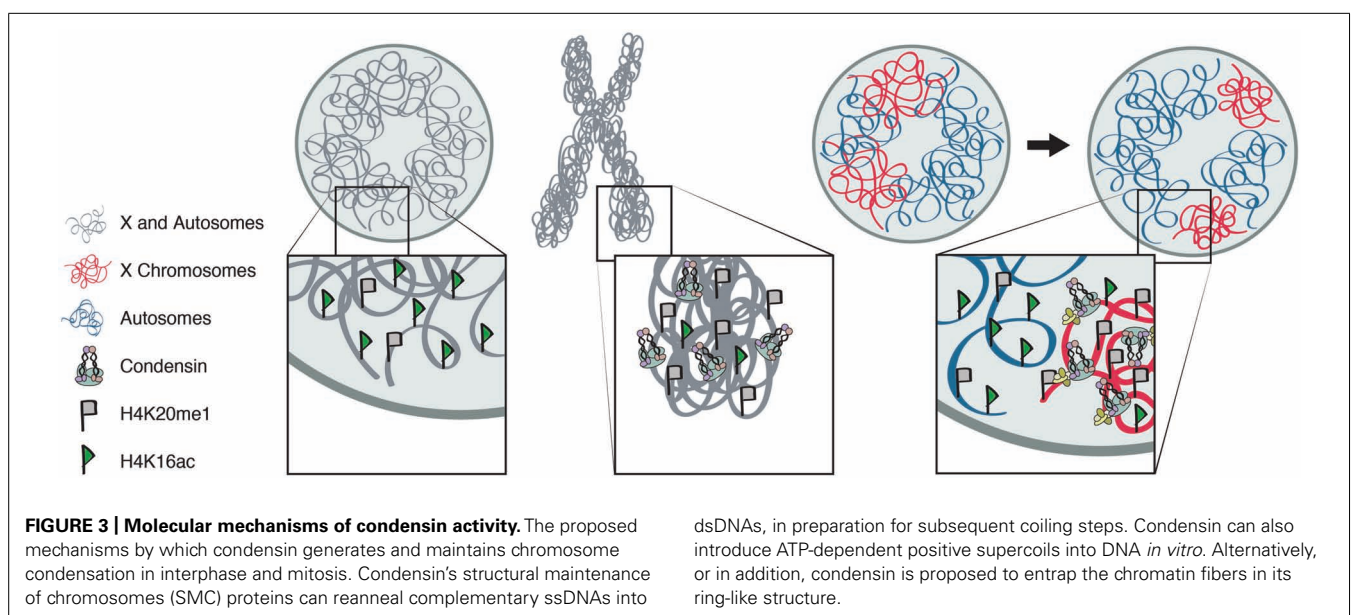 X and Autosomes
X Chromosomes
Autosomes
Condensin
H4K20me1
H4K16ac
FIGURE 3 | Molecular mechanisms of condensin activity. The proposed
mechanisms by which condensin generates and maintains chromosome
condensation in interphase and mitosis. Condensin's structural maintenance
of chromosomes (SMC) proteins can reanneal complementary ssDNAs into
dsDNAs, in preparation for subsequent coiling steps. Condensin can also
introduce ATP-dependent positive supercoils into DNA in vitro. Alternatively,
or in addition, condensin is proposed to entrap the chromatin fibers in its
ring-like structure.